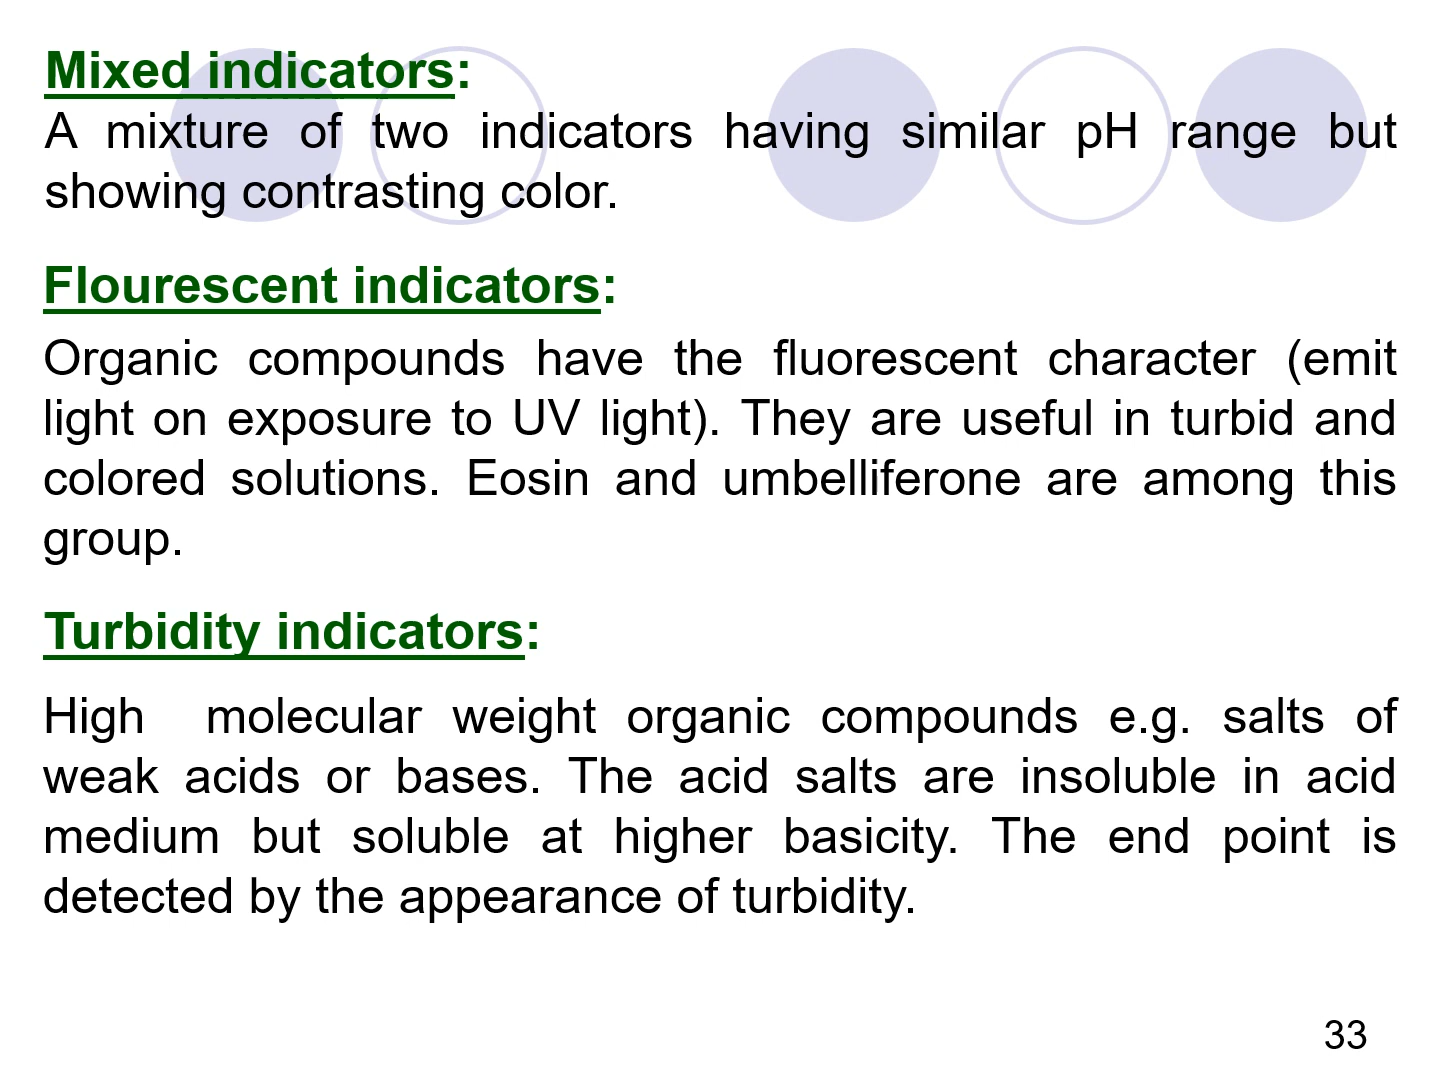 Mixed indicators:
A mixture of two indicators having similar pH range but
showing contrasting color.
Flourescent indicators:
Organic compounds have the fluorescent character (emit
light on exposure to UV light). They are useful in turbid and
colored solutions. Eosin and umbelliferone are among this
group.
Turbidity indicators:
High molecular weight organic compounds e.g. salts of
weak acids or bases. The acid salts are insoluble in acid
medium but soluble at higher basicity. The end point is
detected by the appearance of turbidity.
33